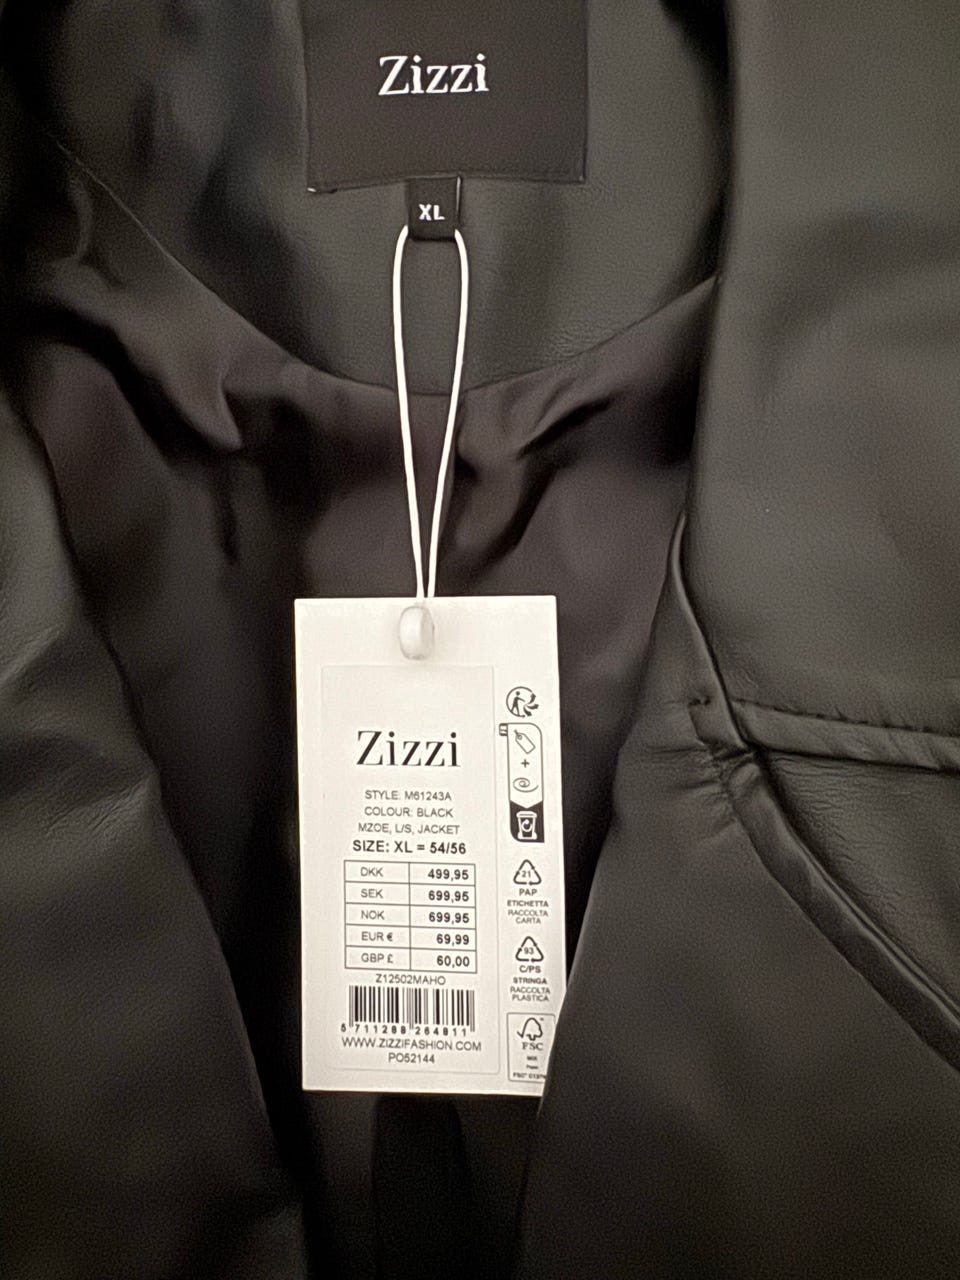 Zizzi
XL
Zizzi
STYLE: M61243A
COLOUR: BLACK
MZOE, L/S, JACKET
SIZE: XL = 54/56
DKK 499,95
SEK 699,95
NOK 699,95
EUR € 69,99
GBP £ 60,00
Z12502MAHO
5 711288 264811
WWW.ZIZZIFASHION.COM
PO52144
+
21
PAP
ETICHETTA
RACCOLTA
CARTA
93
C/PS
STRINGA
RACCOLTA
PLASTICA
FSC
MIX
Paper